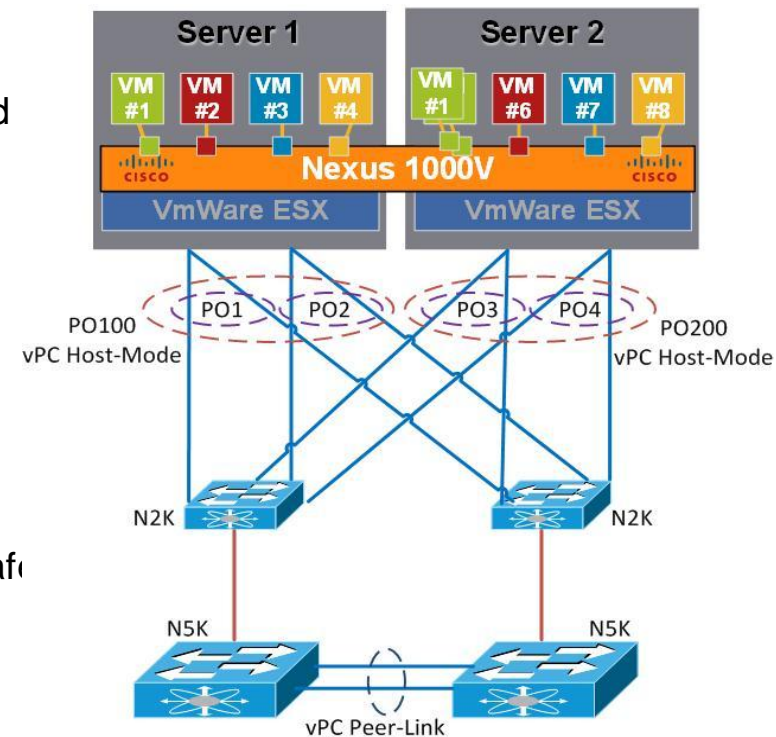 Server 1
Server 2
VM #1
VM #2
VM #3
VM #4
VM #1
VM #6
VM #7
VM #8
d
CISCO
Nexus 1000V
CISCO
VmWare ESX
VmWare ESX
PO1
PO2
PO3
PO4
PO100
vPC Host-Mode
PO200
vPC Host-Mode
N2K
N2K
N5K
N5K
vPC Peer-Link